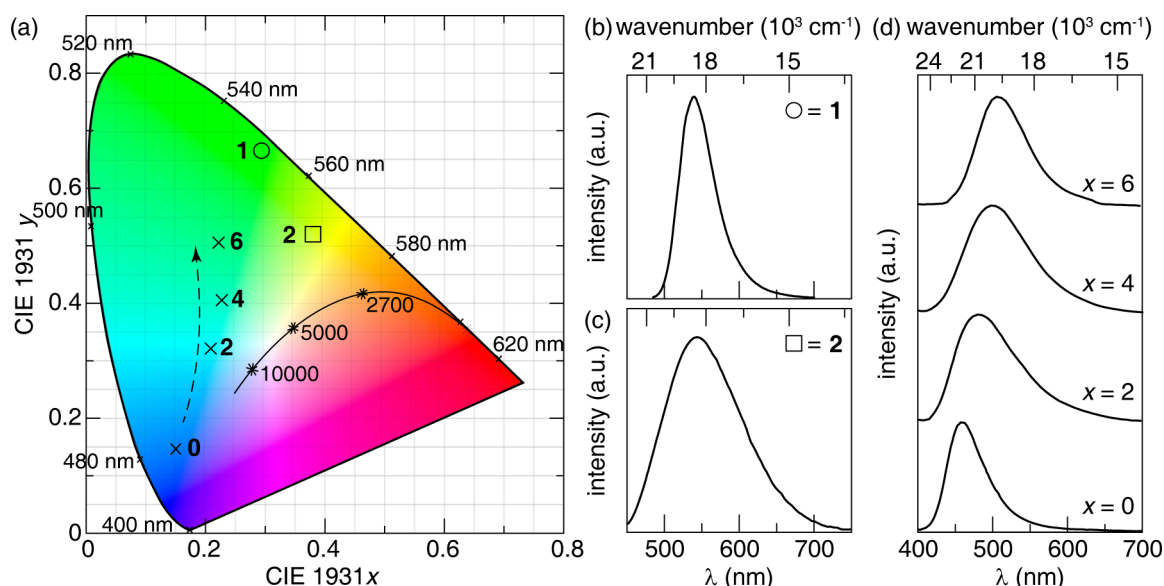 (a)
520 nm
0.8
540 nm
1
0.6
560 nm
500 nm
2
6
580 nm
CIE 1931 y
0.4
4
2700
5000
2
620 nm
10000
0.2
0
480 nm
400 nm
0
0
0.2
0.4
0.6
0.8
CIE 1931x
(b)
wavenumber (10³ cm⁻¹)
21
18
15
= 1
intensity (a.u.)
(c)
= 2
intensity (a.u.)
500
600
700
λ (nm)
(d)
wavenumber (10³ cm⁻¹)
24
21
18
15
x = 6
x = 4
intensity (a.u.)
x = 2
x = 0
400
500
600
700
λ (nm)